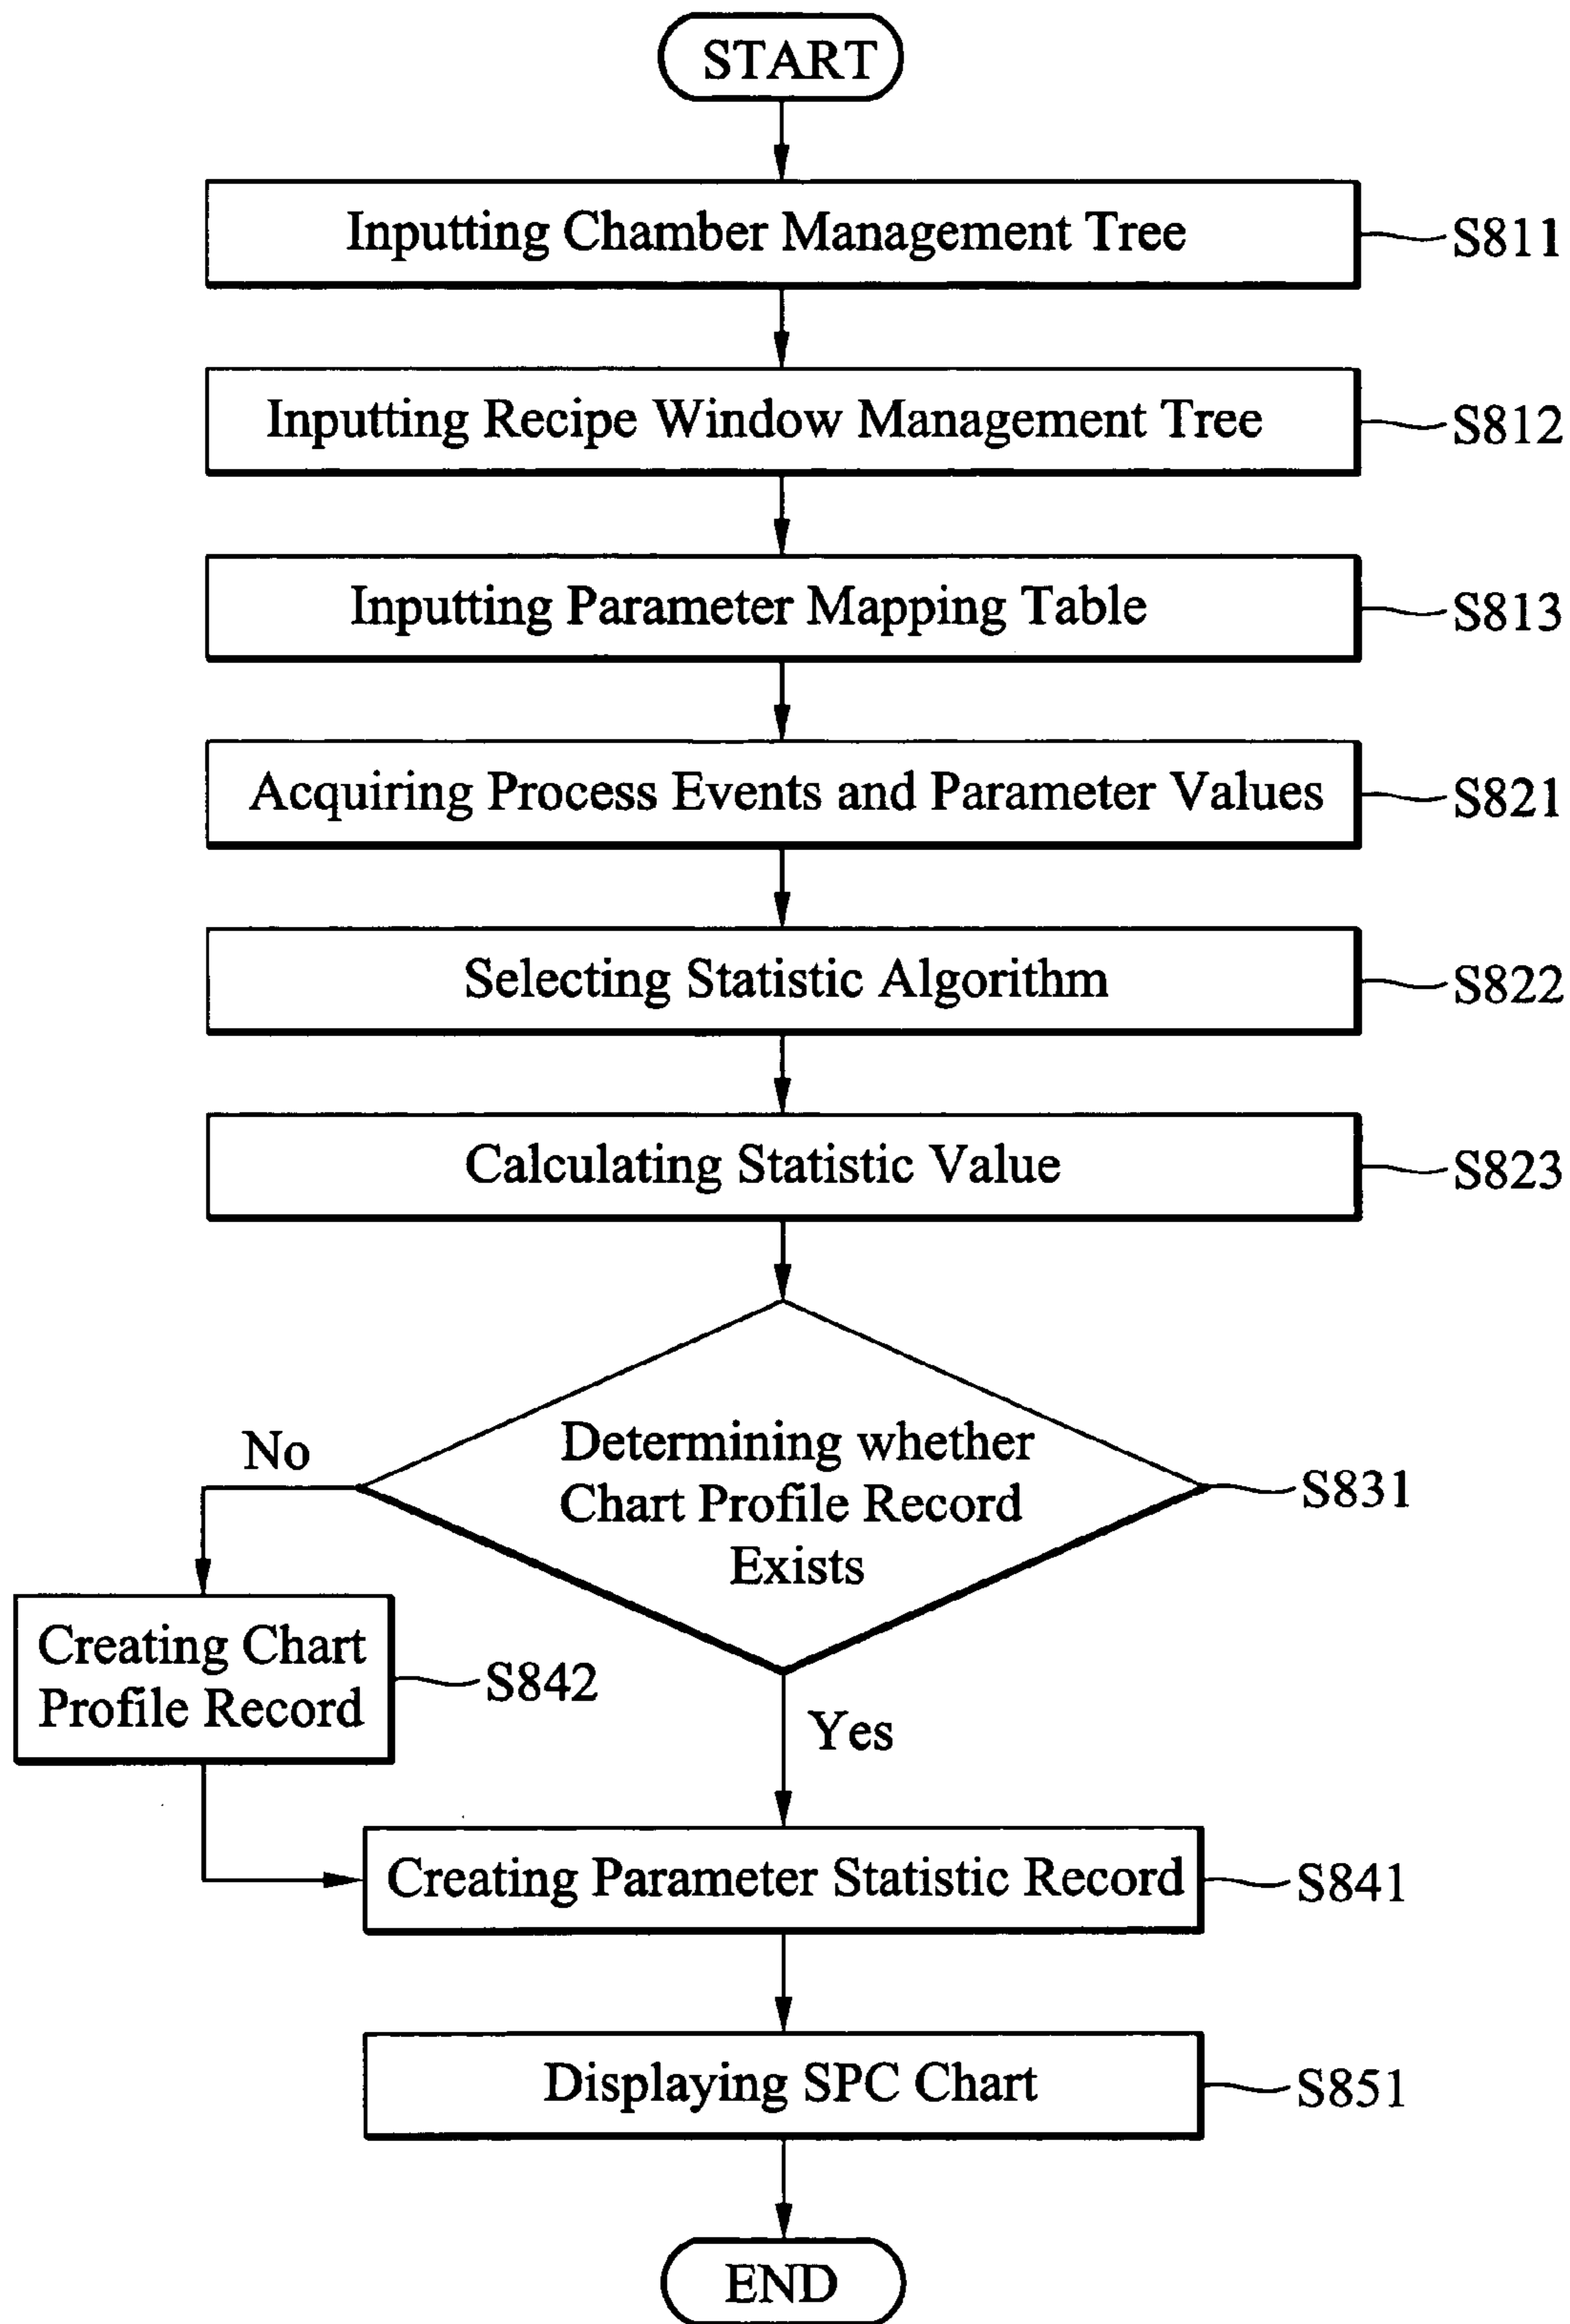 START
Inputting Chamber Management Tree
S811
Inputting Recipe Window Management Tree
S812
Inputting Parameter Mapping Table
S813
Acquiring Process Events and Parameter Values
S821
Selecting Statistic Algorithm
S822
Calculating Statistic Value
S823
Determining whether
Chart Profile Record
Exists
S831
No
Creating Chart
Profile Record
S842
Yes
Creating Parameter Statistic Record
S841
Displaying SPC Chart
S851
END